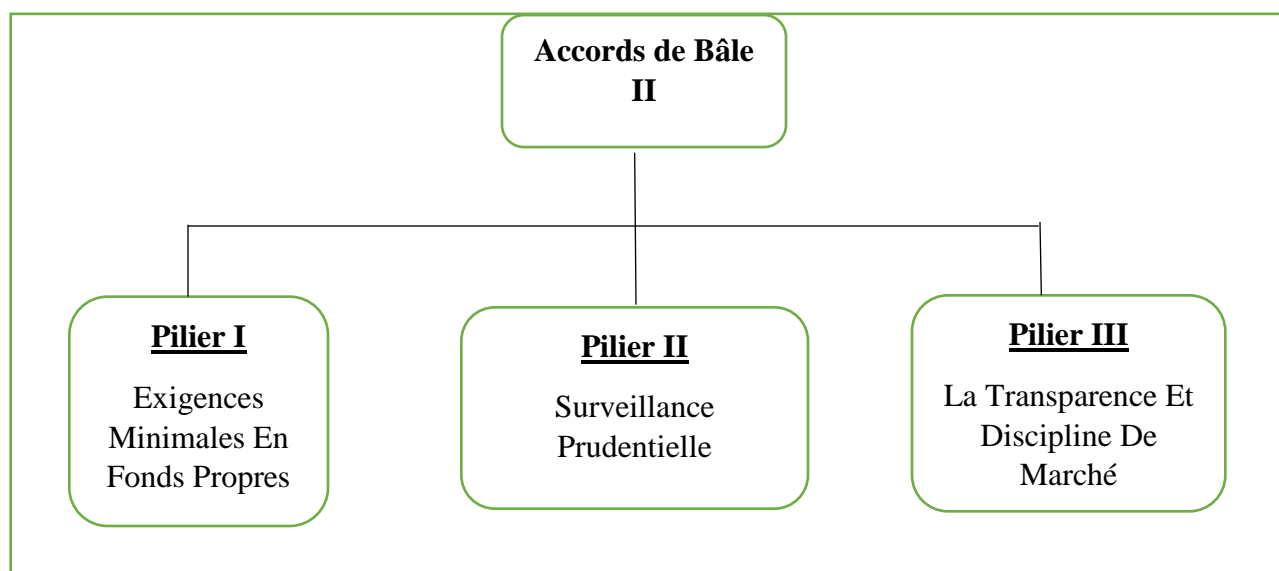 Accords de Bâle
II
Pilier I
Exigences
Minimales En
Fonds Propres
Pilier II
Surveillance
Prudentielle
Pilier III
La Transparence Et
Discipline De
Marché